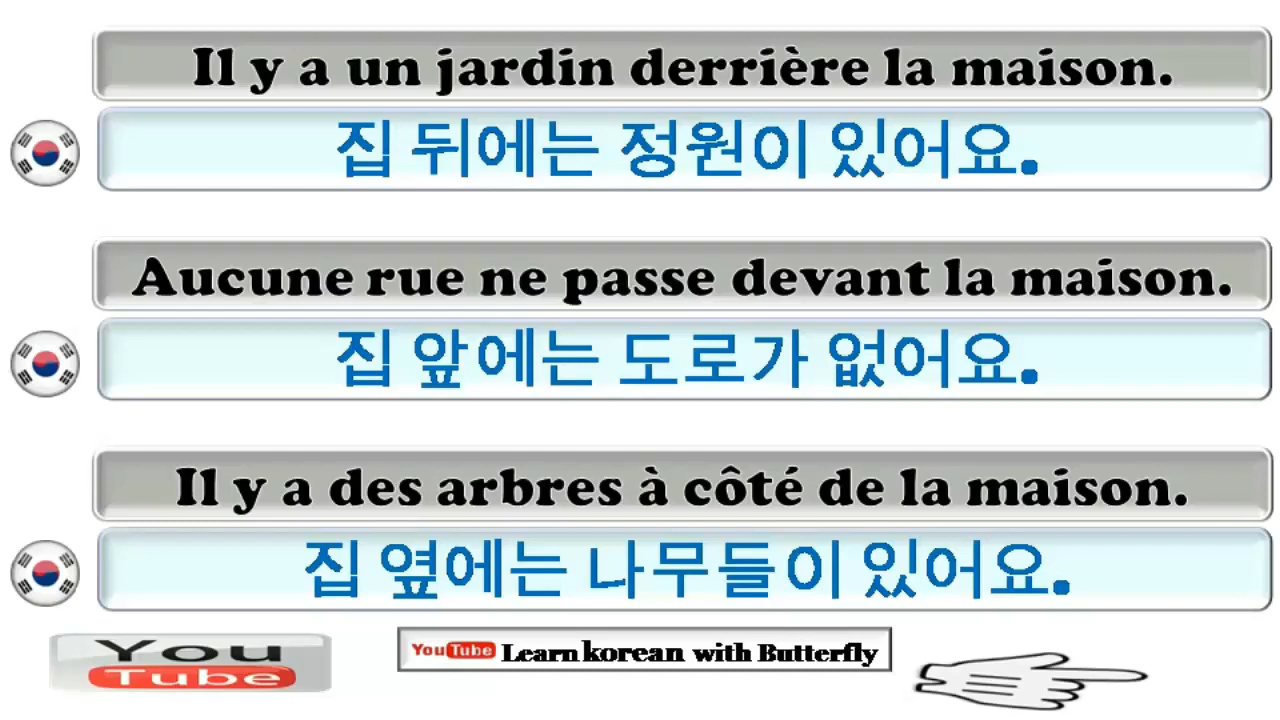 Il y a un jardin derrière la maison.
집 뒤에는 정원이 있어요.
Aucune rue ne passe devant la maison.
집 앞에는 도로가 없어요.
Il y a des arbres à côté de la maison.
집 옆에는 나무들이 있어요.
You
Tube
YouTube Learn korean with Butterfly